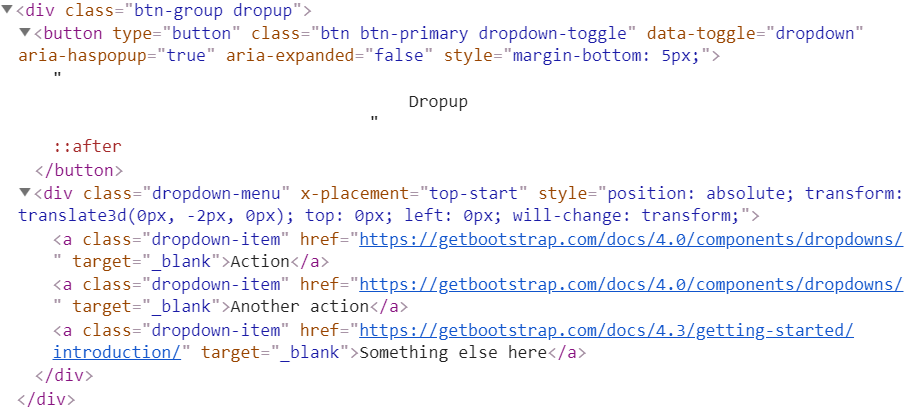 ▼<div class="btn-group dropup">
▼<button type="button" class="btn btn-primary dropdown-toggle" data-toggle="dropdown"
aria-haspopup="true" aria-expanded="false" style="margin-bottom: 5px;">
"
Dropup
"
::after
</button>
▼<div class="dropdown-menu" x-placement="top-start" style="position: absolute; transform:
translate3d(0px, -2px, 0px); top: 0px; left: 0px; will-change: transform;">
<a class="dropdown-item" href="https://getbootstrap.com/docs/4.0/components/dropdowns/
" target="_blank">Action</a>
<a class="dropdown-item" href="https://getbootstrap.com/docs/4.0/components/dropdowns/
" target="_blank">Another action</a>
<a class="dropdown-item" href="https://getbootstrap.com/docs/4.3/getting-started/
introduction/" target="_blank">Something else here</a>
</div>
</div>